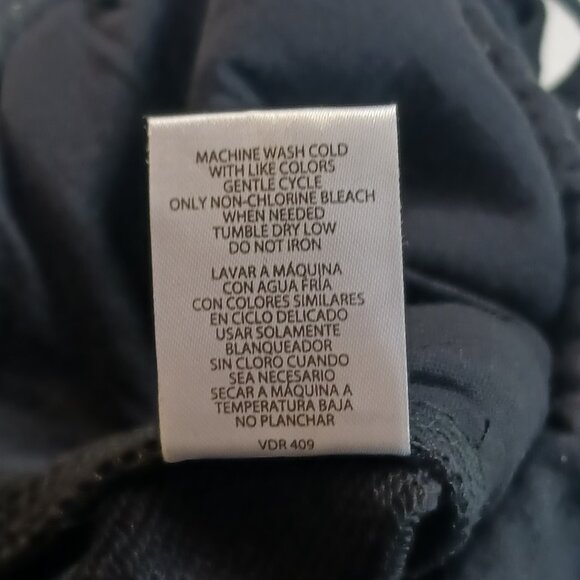 MACHINE WASH COLD
WITH LIKE COLORS
GENTLE CYCLE
ONLY NON-CHLORINE BLEACH
WHEN NEEDED
TUMBLE DRY LOW
DO NOT IRON
LAVAR A MÁQUINA
CON AGUA FRÍA
CON COLORES SIMILARES
EN CICLO DELICADO
USAR SOLAMENTE
BLANQUEADOR
SIN CLORO CUANDO
SEA NECESARIO
SECAR A MÁQUINA A
TEMPERATURA BAJA
NO PLANCHAR
VDR 409